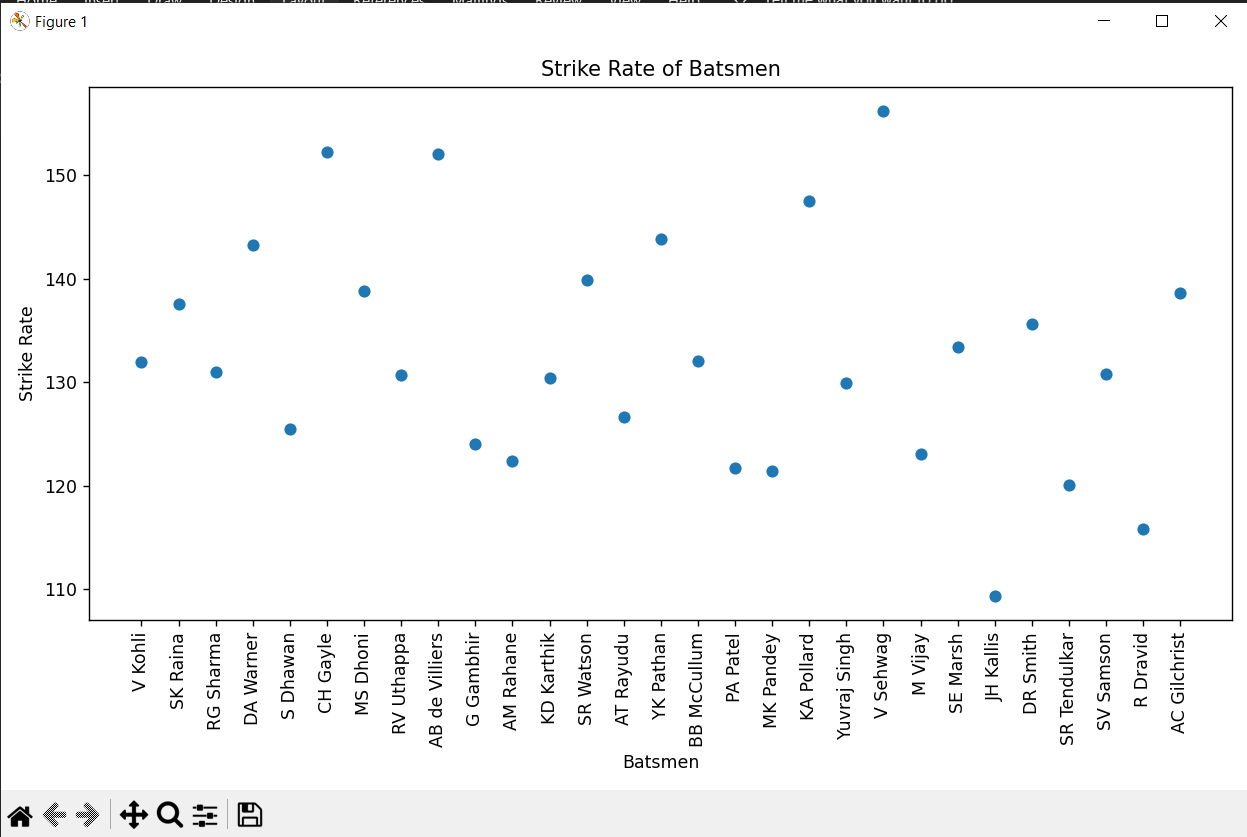 Figure 1
Strike Rate of Batsmen
Strike Rate
150
140
130
120
110
V Kohli
SK Raina
RG Sharma
DA Warner
S Dhawan
CH Gayle
MS Dhoni
RV Uthappa
AB de Villiers
G Gambhir
AM Rahane
KD Karthik
SR Watson
AT Rayudu
YK Pathan
BB McCullum
PA Patel
MK Pandey
KA Pollard
Yuvraj Singh
V Sehwag
M Vijay
SE Marsh
JH Kallis
DR Smith
SR Tendulkar
SV Samson
R Dravid
AC Gilchrist
Batsmen